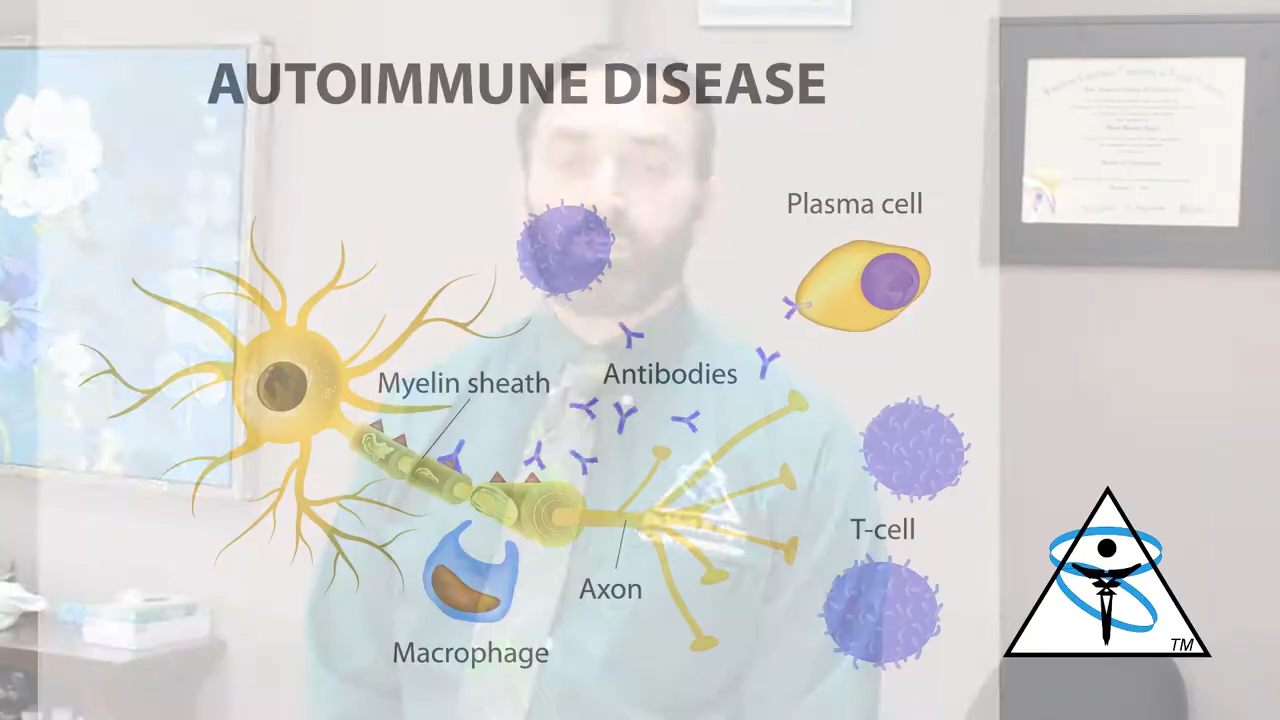 AUTOIMMUNE DISEASE
Plasma cell
Myelin sheath
Antibodies
T-cell
Axon
Macrophage
TM